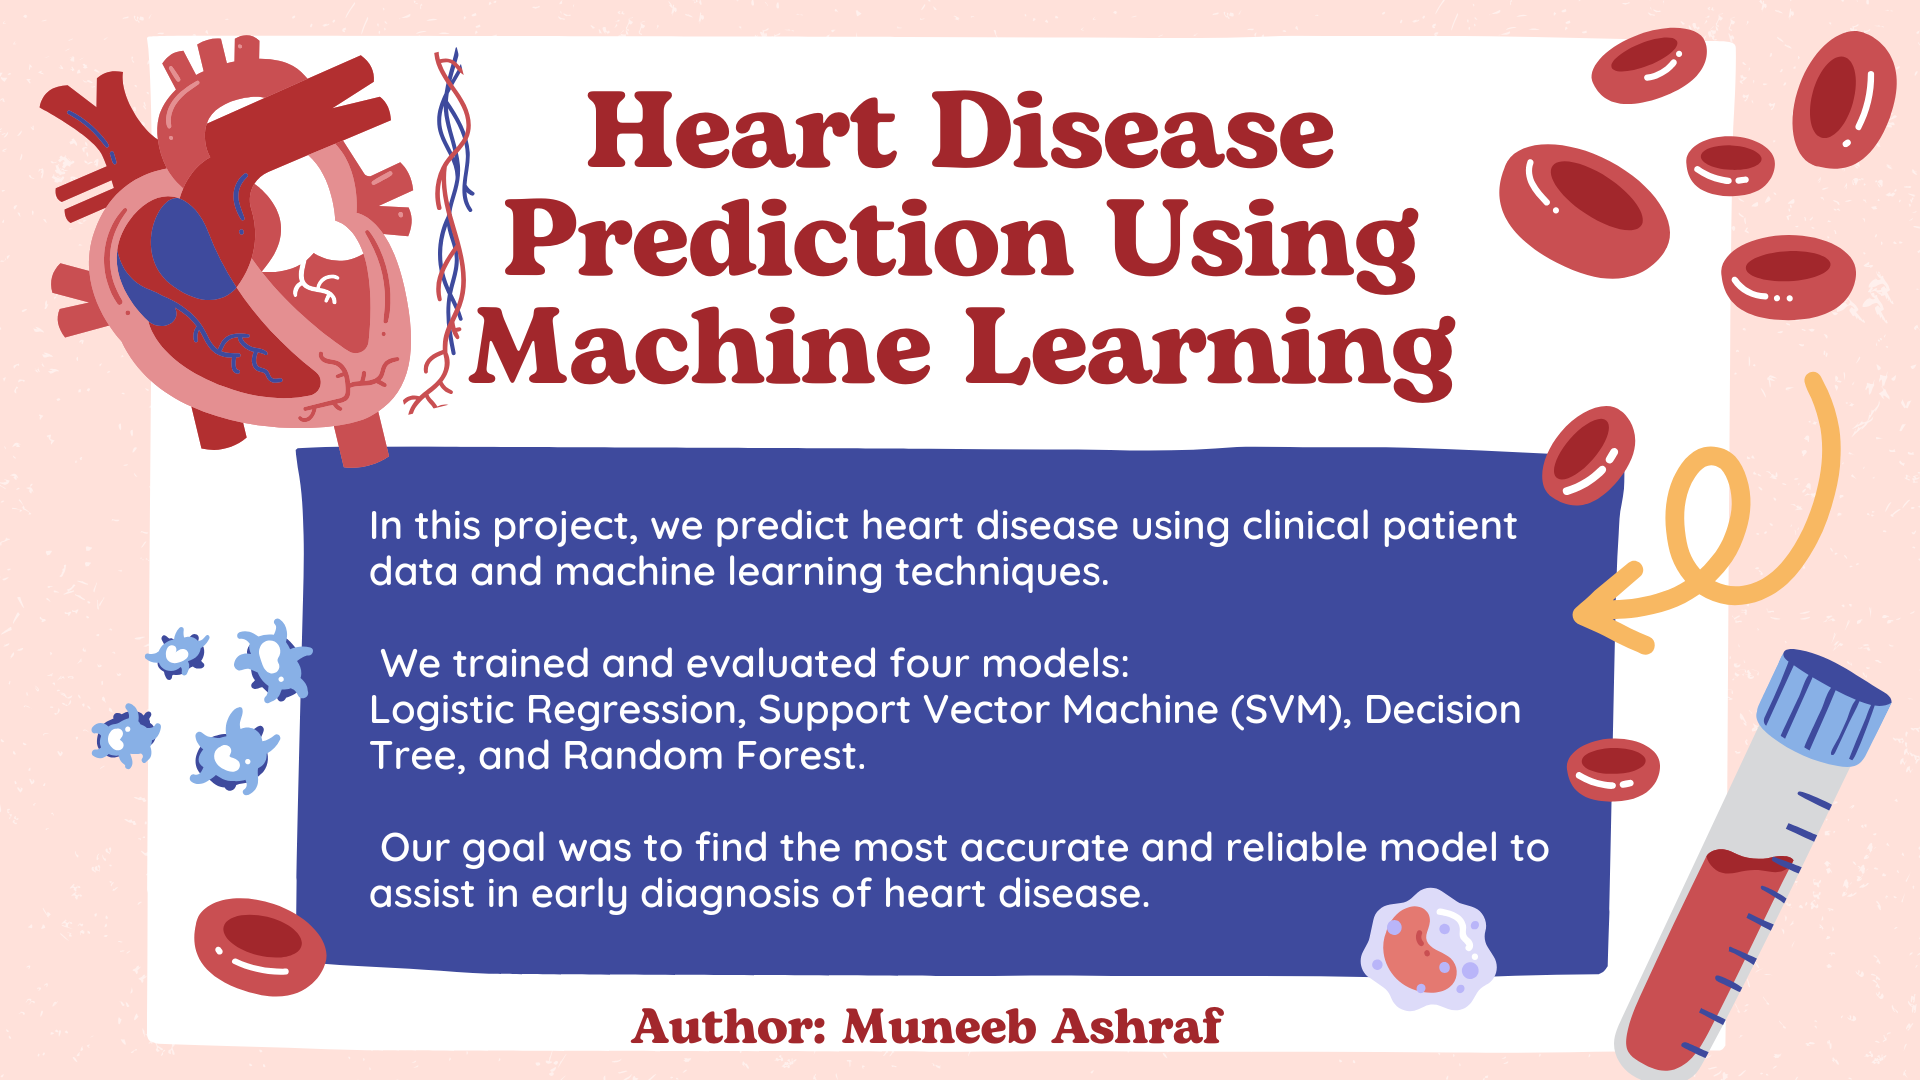 Heart Disease
Prediction Using
Machine Learning
In this project, we predict heart disease using clinical patient
data and machine learning techniques.
We trained and evaluated four models:
Logistic Regression, Support Vector Machine (SVM), Decision
Tree, and Random Forest.
Our goal was to find the most accurate and reliable model to
assist in early diagnosis of heart disease.
Author: Muneeb Ashraf